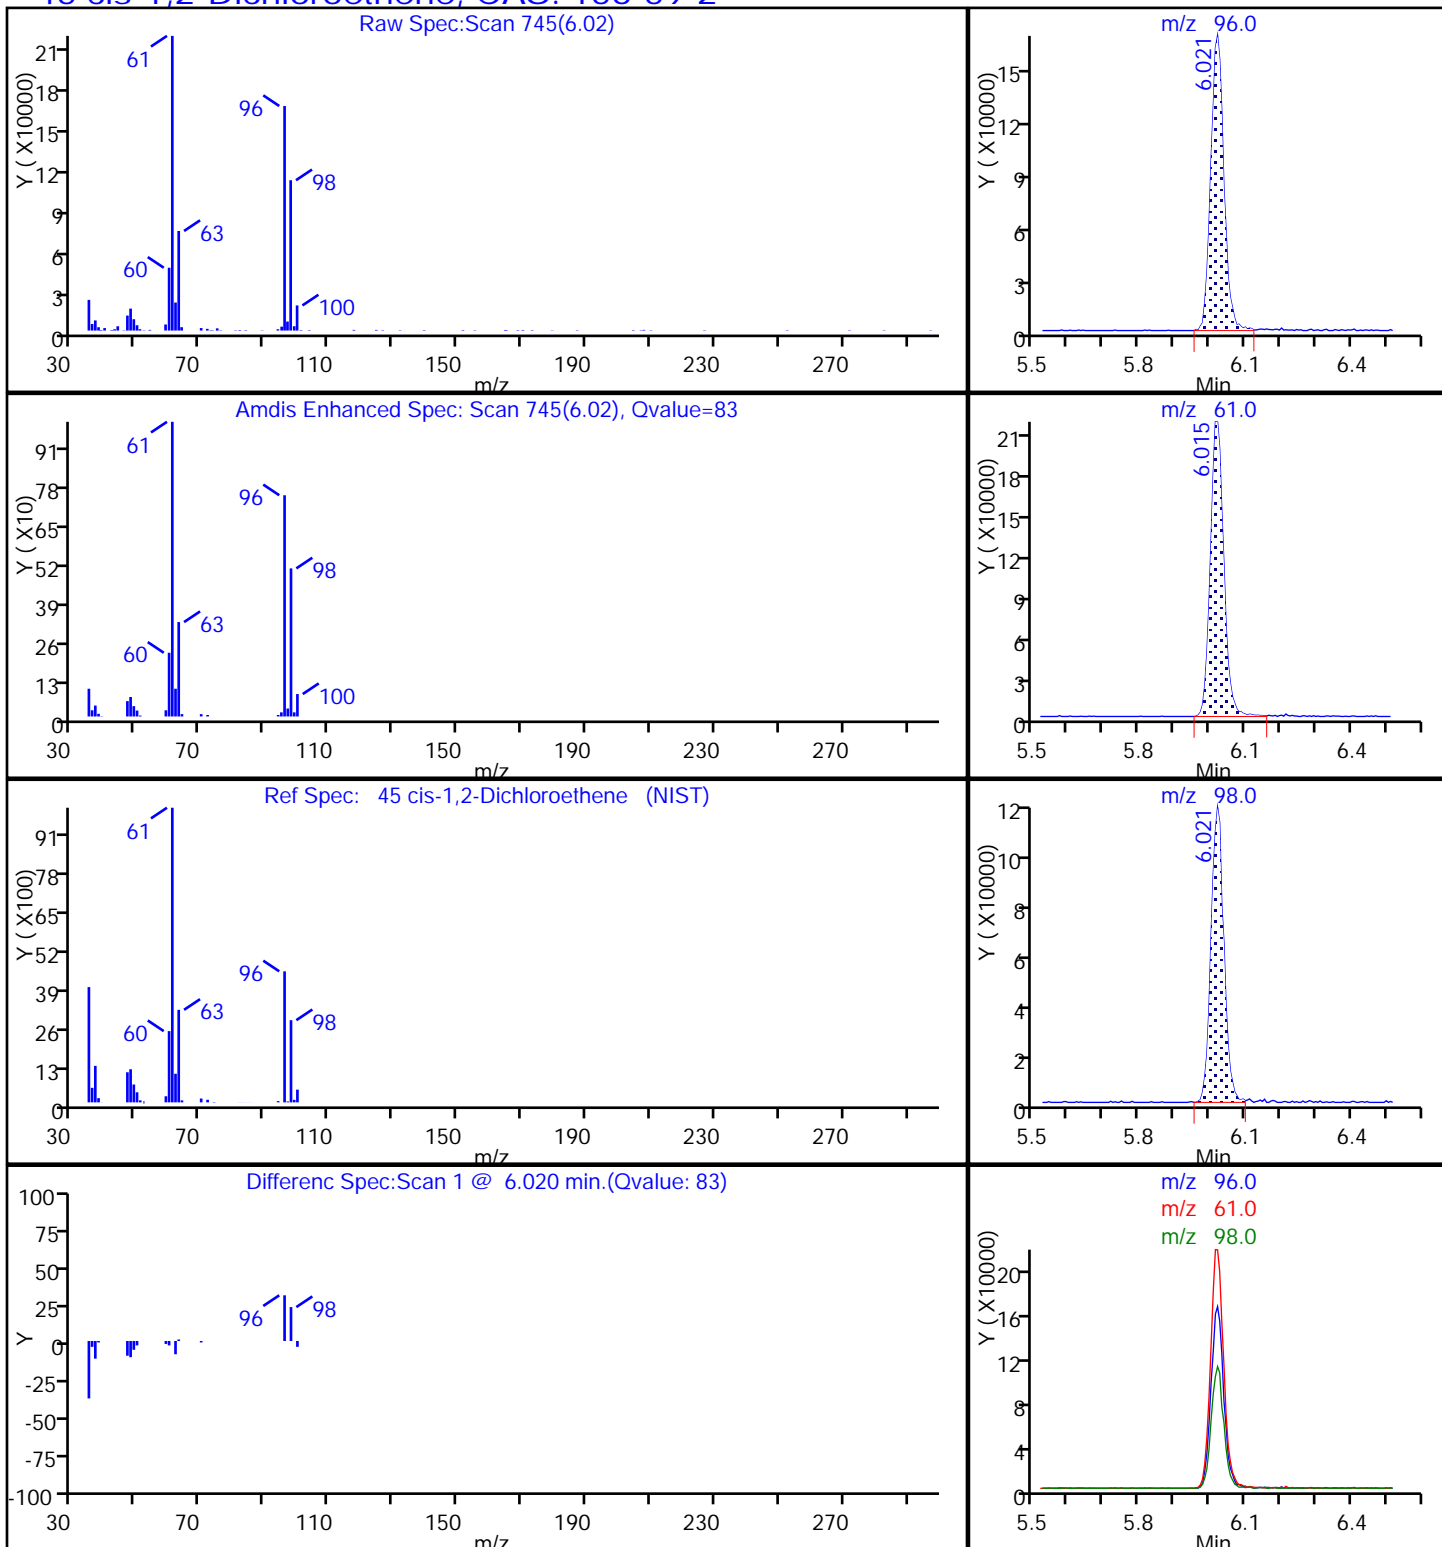 Raw Spec:Scan 745(6.02)
Y ( X10000)
21
18
15
12
9
6
3
0
61
96
98
63
60
100
30 70 110 150 190 230 270
m/z
m/z 96.0
Y ( X10000)
15
12
9
6
3
0
6.021
5.5 5.8 6.1 6.4
Min
Amdis Enhanced Spec: Scan 745(6.02), Qvalue=83
Y ( X10)
91
78
65
52
39
26
13
0
61
96
98
63
60
100
30 70 110 150 190 230 270
m/z
m/z 61.0
Y ( X10000)
21
18
15
12
9
6
3
0
6.015
5.5 5.8 6.1 6.4
Min
Ref Spec: 45 cis-1,2-Dichloroethene (NIST)
Y ( X100)
91
78
65
52
39
26
13
0
61
96
63
98
60
30 70 110 150 190 230 270
m/z
m/z 98.0
Y ( X10000)
12
10
8
6
4
2
0
6.021
5.5 5.8 6.1 6.4
Min
Differenc Spec:Scan 1 @ 6.020 min.(Qvalue: 83)
Y
100
75
50
25
0
-25
-50
-75
-100
96
98
30 70 110 150 190 230 270
m/z
m/z 96.0
m/z 61.0
m/z 98.0
Y ( X10000)
20
16
12
8
4
0
5.5 5.8 6.1 6.4
Min